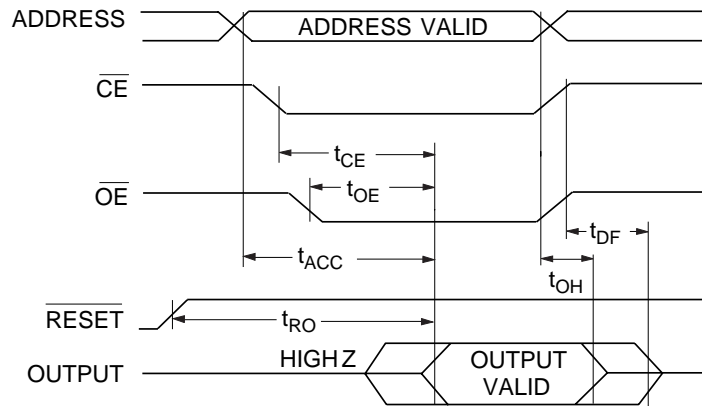 ADDRESS ADDRESS VALID
CE
tCE
tOE
OE
tDF
tACC
tOH
RESET
tRO
HIGH Z OUTPUT
OUTPUT VALID